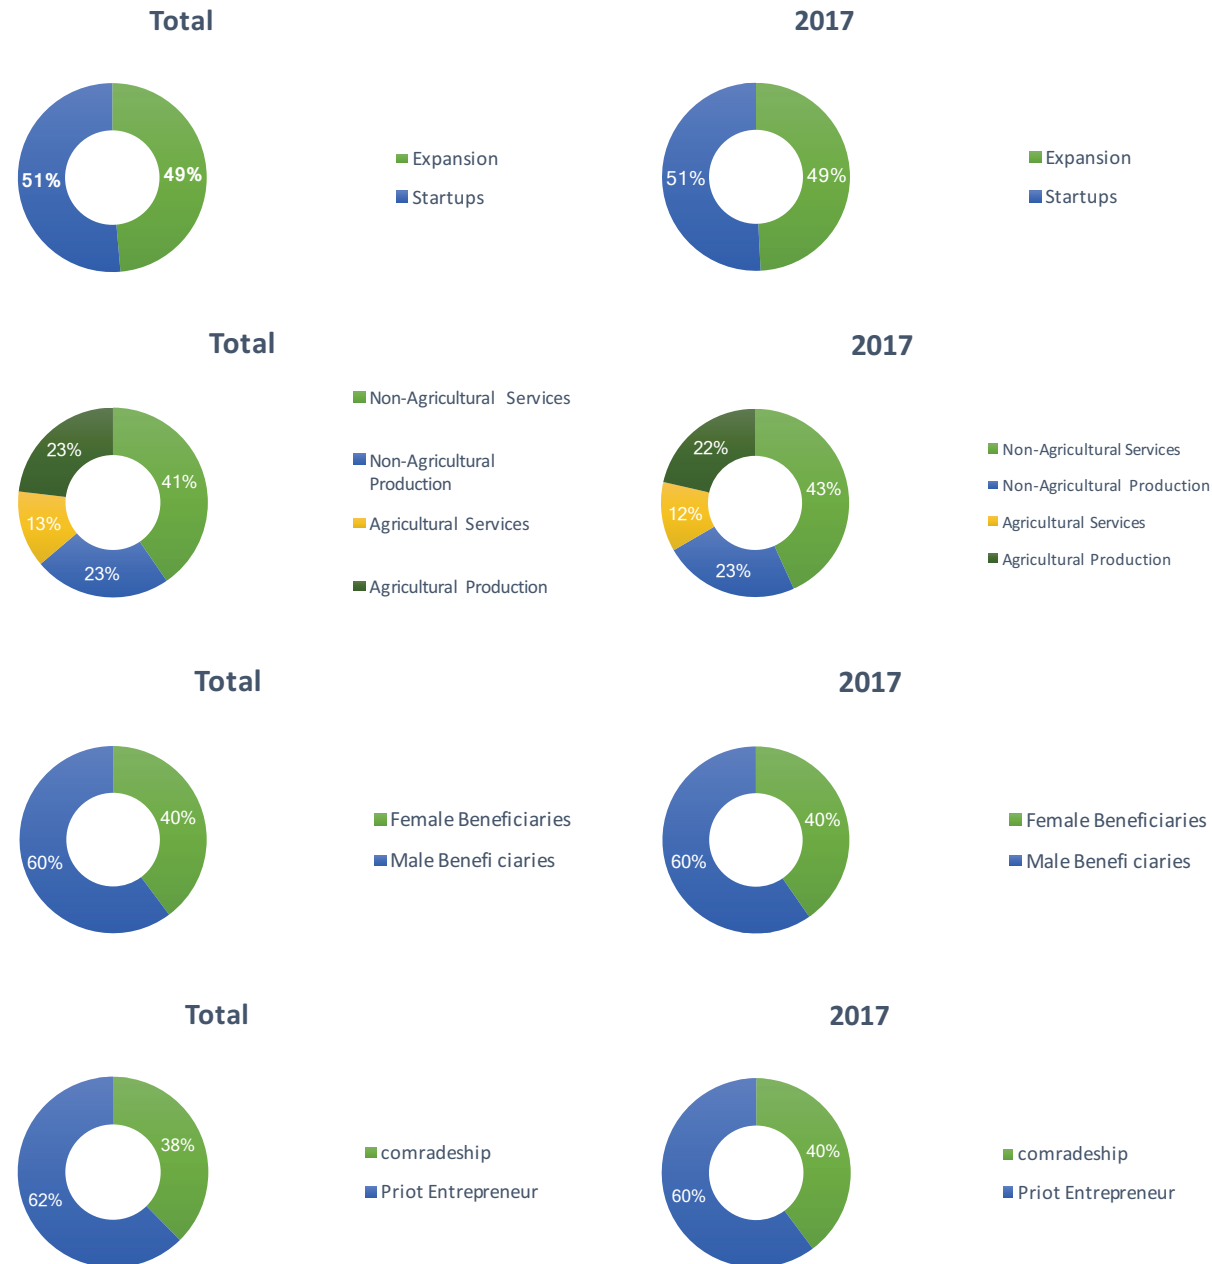 Total
51%
49%
Expansion
Startups
2017
51%
49%
Expansion
Startups
Total
23%
41%
13%
23%
Non-Agricultural Services
Non-Agricultural
Production
Agricultural Services
Agricultural Production
2017
22%
43%
12%
23%
Non-Agricultural Services
Non-Agricultural Production
Agricultural Services
Agricultural Production
Total
40%
60%
Female Beneficiaries
Male Benefi ciaries
2017
40%
60%
Female Beneficiaries
Male Benefi ciaries
Total
38%
62%
comradeship
Priot Entrepreneur
2017
40%
60%
comradeship
Priot Entrepreneur